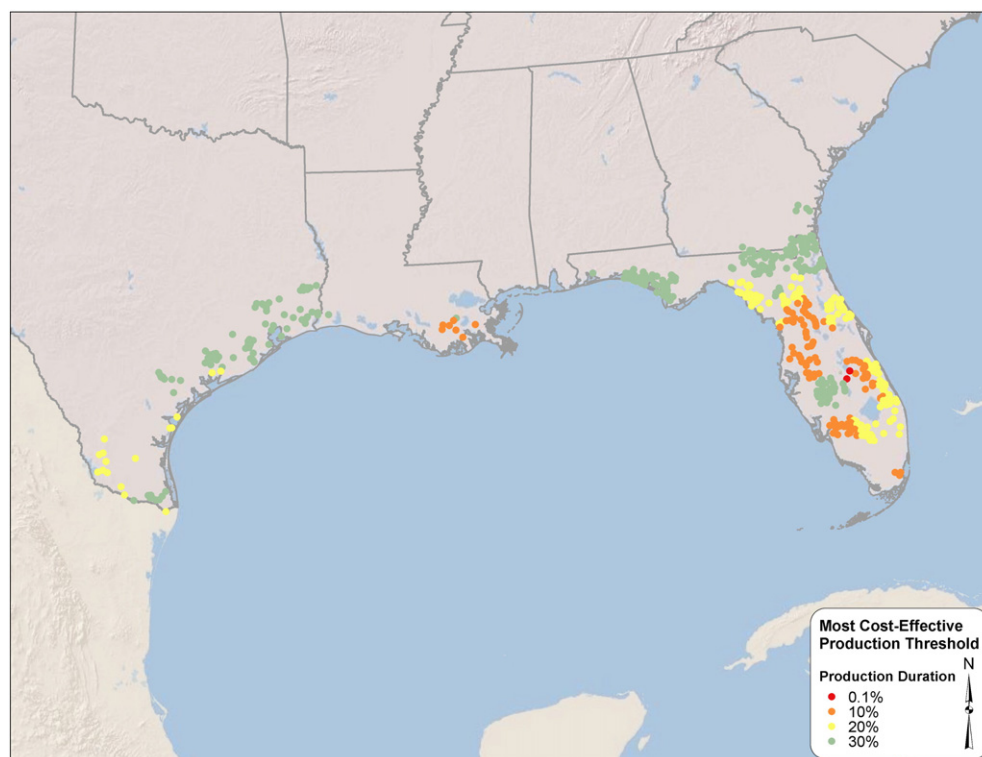 Most Cost-Effective
Production Threshold
N
Production Duration
0.1%
10%
20%
30%